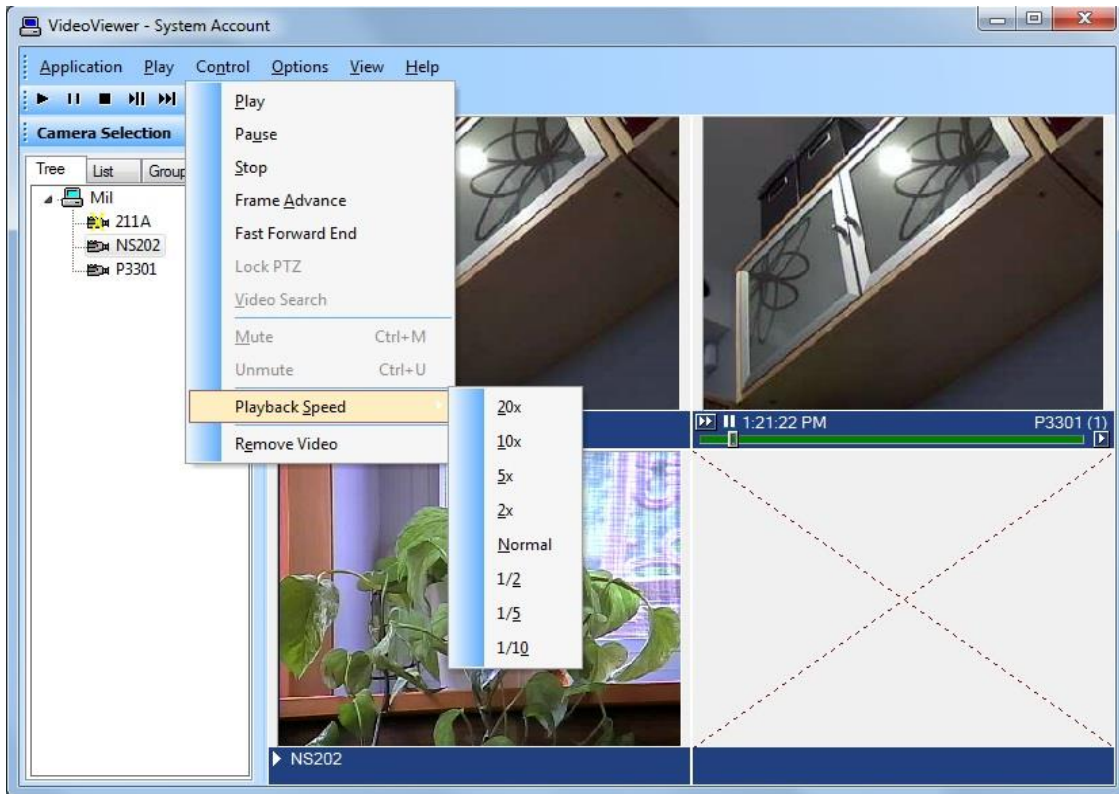 VideoViewer - System Account
Application Play Control Options View Help
Camera Selection
Tree List Group
Mil
211A
NS202
P3301
Play
Pause
Stop
Frame Advance
Fast Forward End
Lock PTZ
Video Search
Mute Ctrl+M
Unmute Ctrl+U
Playback Speed
Remove Video
20x
10x
5x
2x
Normal
1/2
1/5
1/10
1:21:22 PM P3301 (1)
NS202